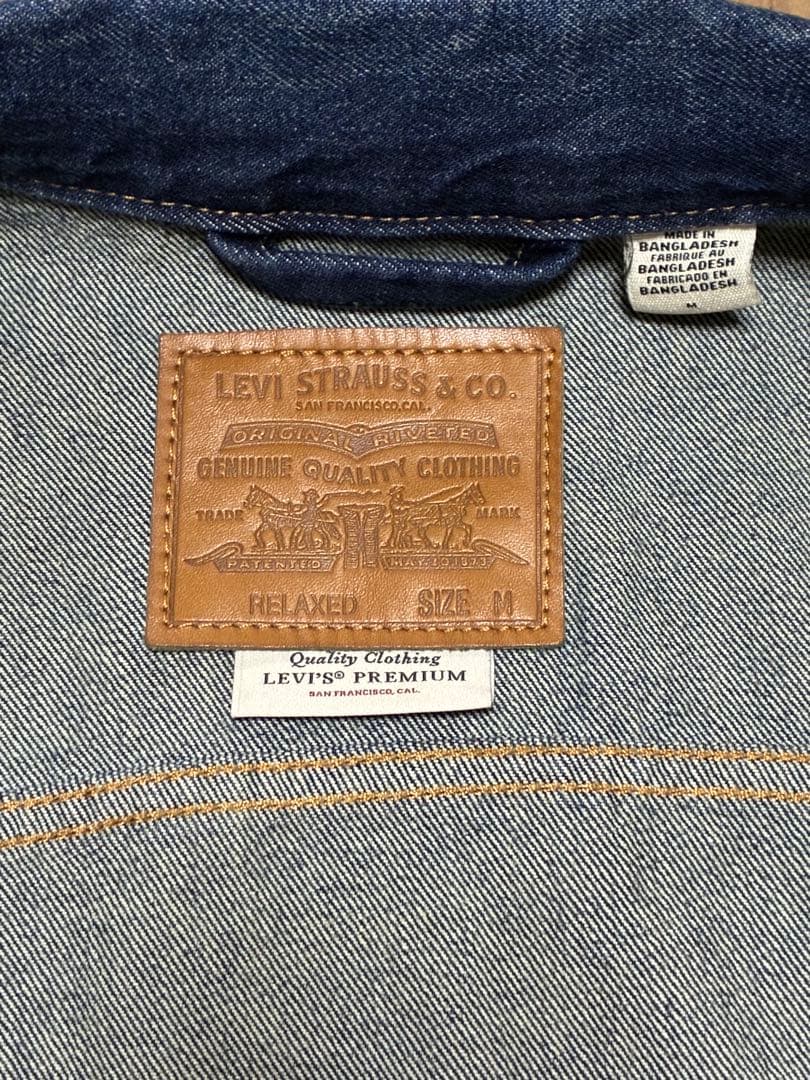 MADE IN
BANGLADESH
FABRIQUE AU
BANGLADESH
FABRICADO EN
BANGLADESH
M
LEVI STRAUSS & CO.
SAN FRANCISCO, CAL.
ORIGINAL RIVETED
GENUINE QUALITY CLOTHING
TRADE MARK
PATENTED MAY 20 1873
RELAXED SIZE M
Quality Clothing
LEVI'S® PREMIUM
SAN FRANCISCO, CAL.